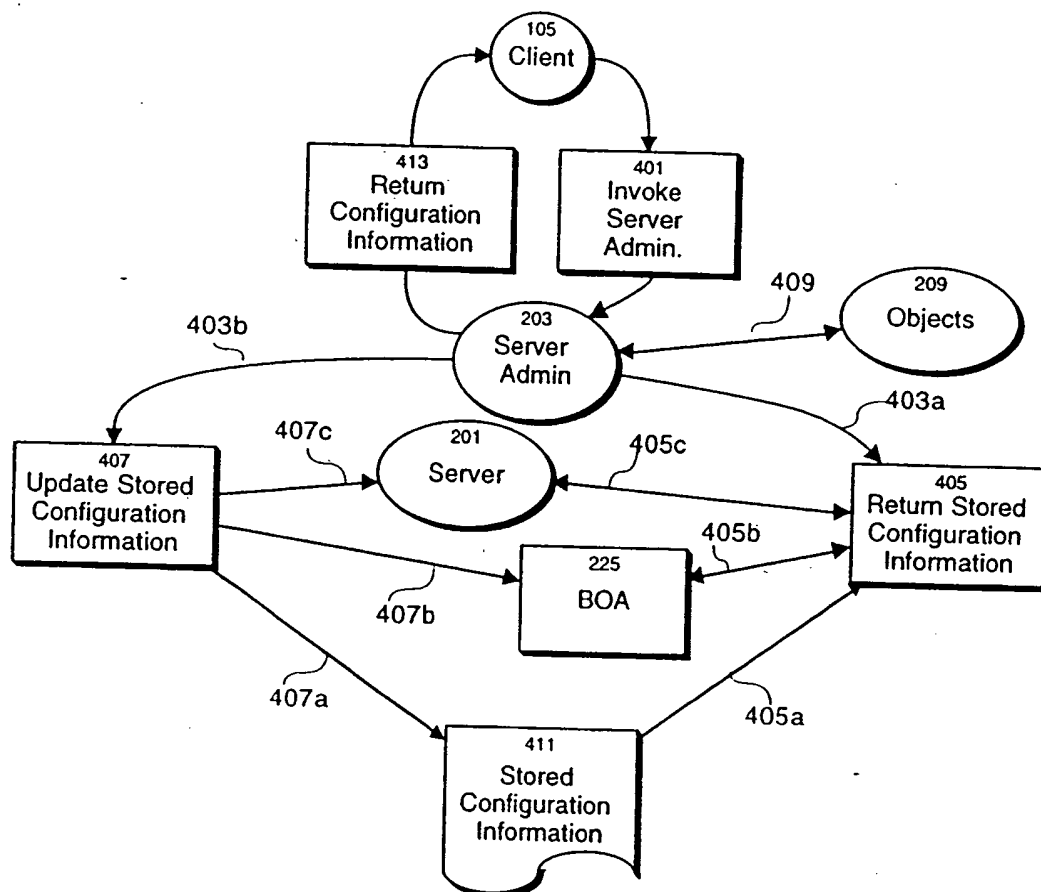 105
Client
413
Return
Configuration
Information
401
Invoke
Server
Admin.
409
209
Objects
403b
203
Server
Admin
403a
407
Update Stored
Configuration
Information
407c
201
Server
405c
405
Return Stored
Configuration
Information
405b
225
BOA
407b
407a
405a
411
Stored
Configuration
Information